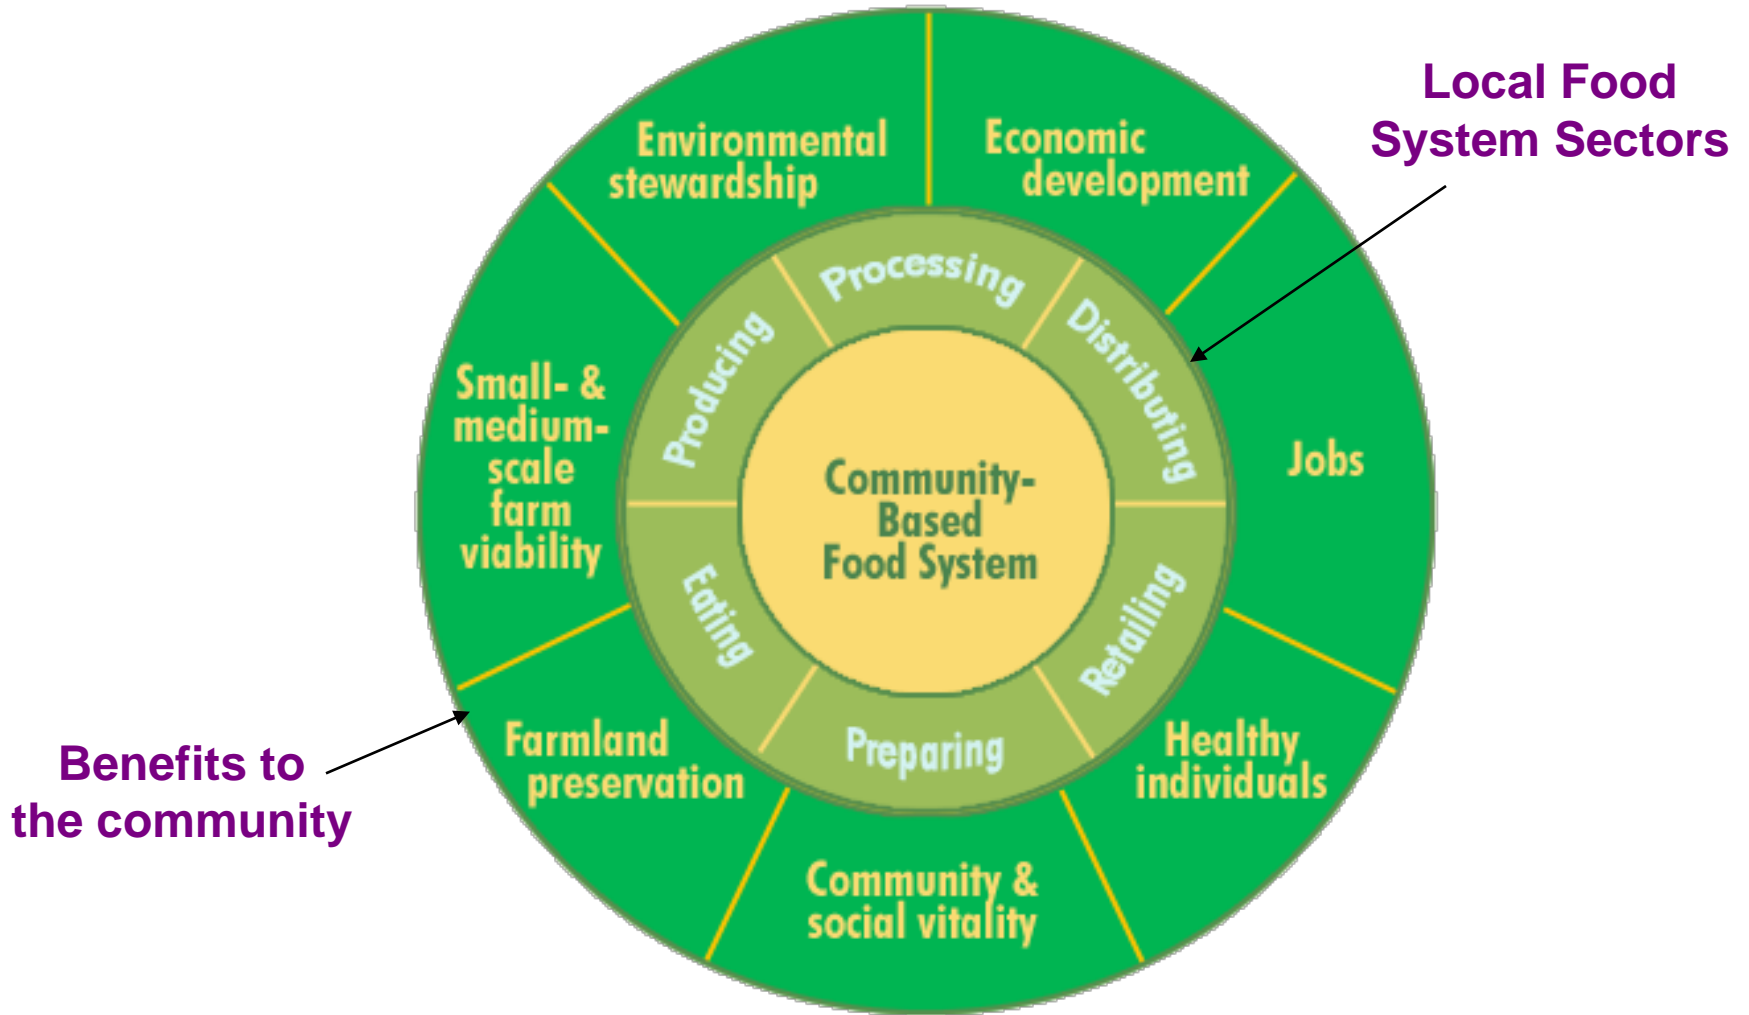 Local Food
System Sectors
Environmental
stewardship
Economic
development
Processing
Producing
Distributing
Small- &
medium-
scale
farm
viability
Jobs
Community-
Based
Food System
Eating
Retailing
Preparing
Farmland
preservation
Healthy
individuals
Benefits to
the community
Community &
social vitality